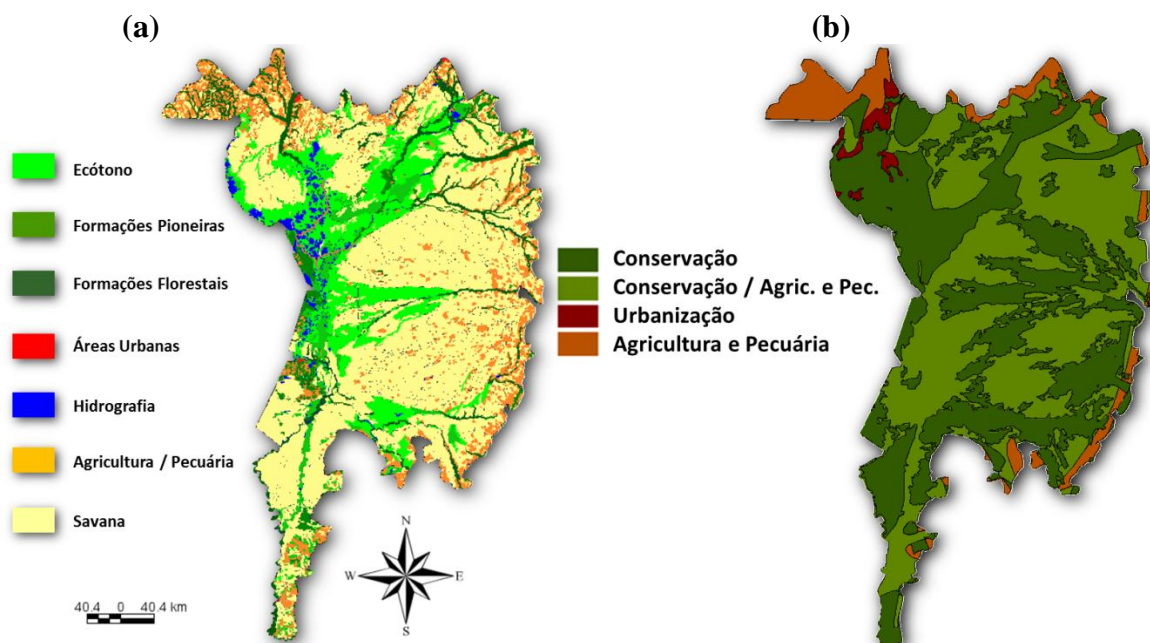 (a)
(b)
Ecótono
Formações Pioneiras
Formações Florestais
Áreas Urbanas
Hidrografia
Agricultura / Pecuária
Savana
Conservação
Conservação / Agric. e Pec.
Urbanização
Agricultura e Pecuária
N
W E
S
40.4 0 40.4 km